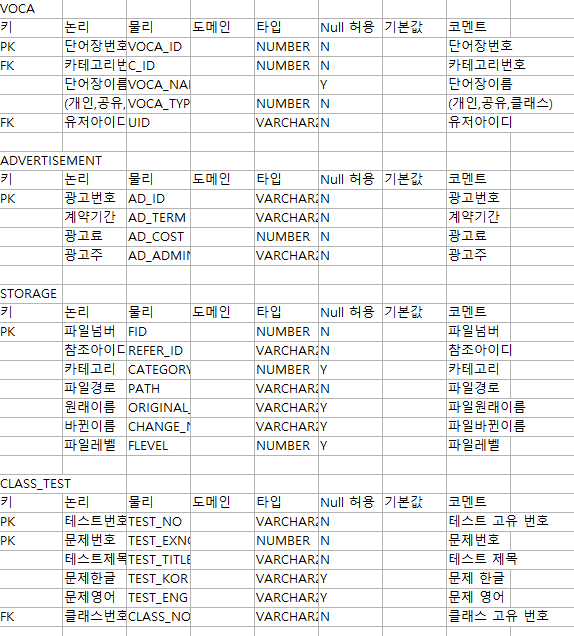 VOCA
키 논리 물리 도메인 타입 Null 허용 기본값 코멘트
PK 단어장번호 VOCA_ID NUMBER N 단어장번호
FK 카테고리번 C_ID NUMBER N 카테고리번호
단어장이름 VOCA_NA Y 단어장이름
(개인,공유, VOCA_TYP NUMBER N (개인,공유,클래스)
FK 유저아이디 UID VARCHAR2 N 유저아이디
ADVERTISEMENT
키 논리 물리 도메인 타입 Null 허용 기본값 코멘트
PK 광고번호 AD_ID VARCHAR2 N 광고번호
계약기간 AD_TERM VARCHAR2 N 계약기간
광고료 AD_COST NUMBER N 광고료
광고주 AD_ADMIN VARCHAR2 N 광고주
STORAGE
키 논리 물리 도메인 타입 Null 허용 기본값 코멘트
PK 파일넘버 FID NUMBER N 파일넘버
참조아이디 REFER_ID VARCHAR2 N 참조아이디
카테고리 CATEGORY NUMBER Y 카테고리
파일경로 PATH VARCHAR2 N 파일경로
원래이름 ORIGINAL_ VARCHAR2 Y 파일원래이름
바뀐이름 CHANGE_N VARCHAR2 Y 파일바뀐이름
파일레벨 FLEVEL NUMBER Y 파일레벨
CLASS_TEST
키 논리 물리 도메인 타입 Null 허용 기본값 코멘트
PK 테스트번호 TEST_NO VARCHAR2 N 테스트 고유 번호
PK 문제번호 TEST_EXNO NUMBER N 문제번호
테스트제목 TEST_TITLE VARCHAR2 N 테스트 제목
문제한글 TEST_KOR VARCHAR2 Y 문제 한글
문제영어 TEST_ENG VARCHAR2 Y 문제 영어
FK 클래스번호 CLASS_NO VARCHAR2 N 클래스 고유 번호